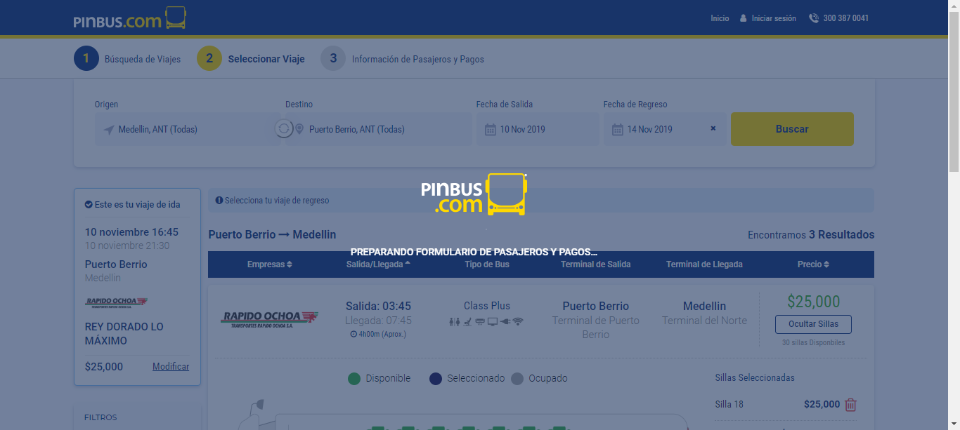 PINBUS.com
Inicio Iniciar sesión 300 387 0041
1 Búsqueda de Viajes 2 Seleccionar Viaje 3 Información de Pasajeros y Pagos
Origen Destino Fecha de Salida Fecha de Regreso
Medellin, ANT (Todas) Puerto Berrio, ANT (Todas) 10 Nov 2019 14 Nov 2019 × Buscar
PINBUS
.com
Este es tu viaje de ida
Selecciona tu viaje de regreso
10 noviembre 16:45
10 noviembre 21:30
Puerto Berrio
Medellin
RAPIDO OCHOA
REY DORADO LO
MÁXIMO
$25,000 Modificar
FILTROS
Puerto Berrio → Medellin Encontramos 3 Resultados
PREPARANDO FORMULARIO DE PASAJEROS Y PAGOS...
Empresas Salida/Llegada Tipo de Bus Terminal de Salida Terminal de Llegada Precio
RAPIDO OCHOA
TRANSPORTES RAPIDO OCHOA S.A.
Salida: 03:45
Llegada: 07:45
4h00m (Aprox.)
Class Plus
Puerto Berrio
Terminal de Puerto
Berrio
Medellin
Terminal del Norte
$25,000
Ocultar Sillas
30 sillas Disponibles
Disponible Seleccionado Ocupado
Sillas Seleccionadas
Silla 18 $25,000